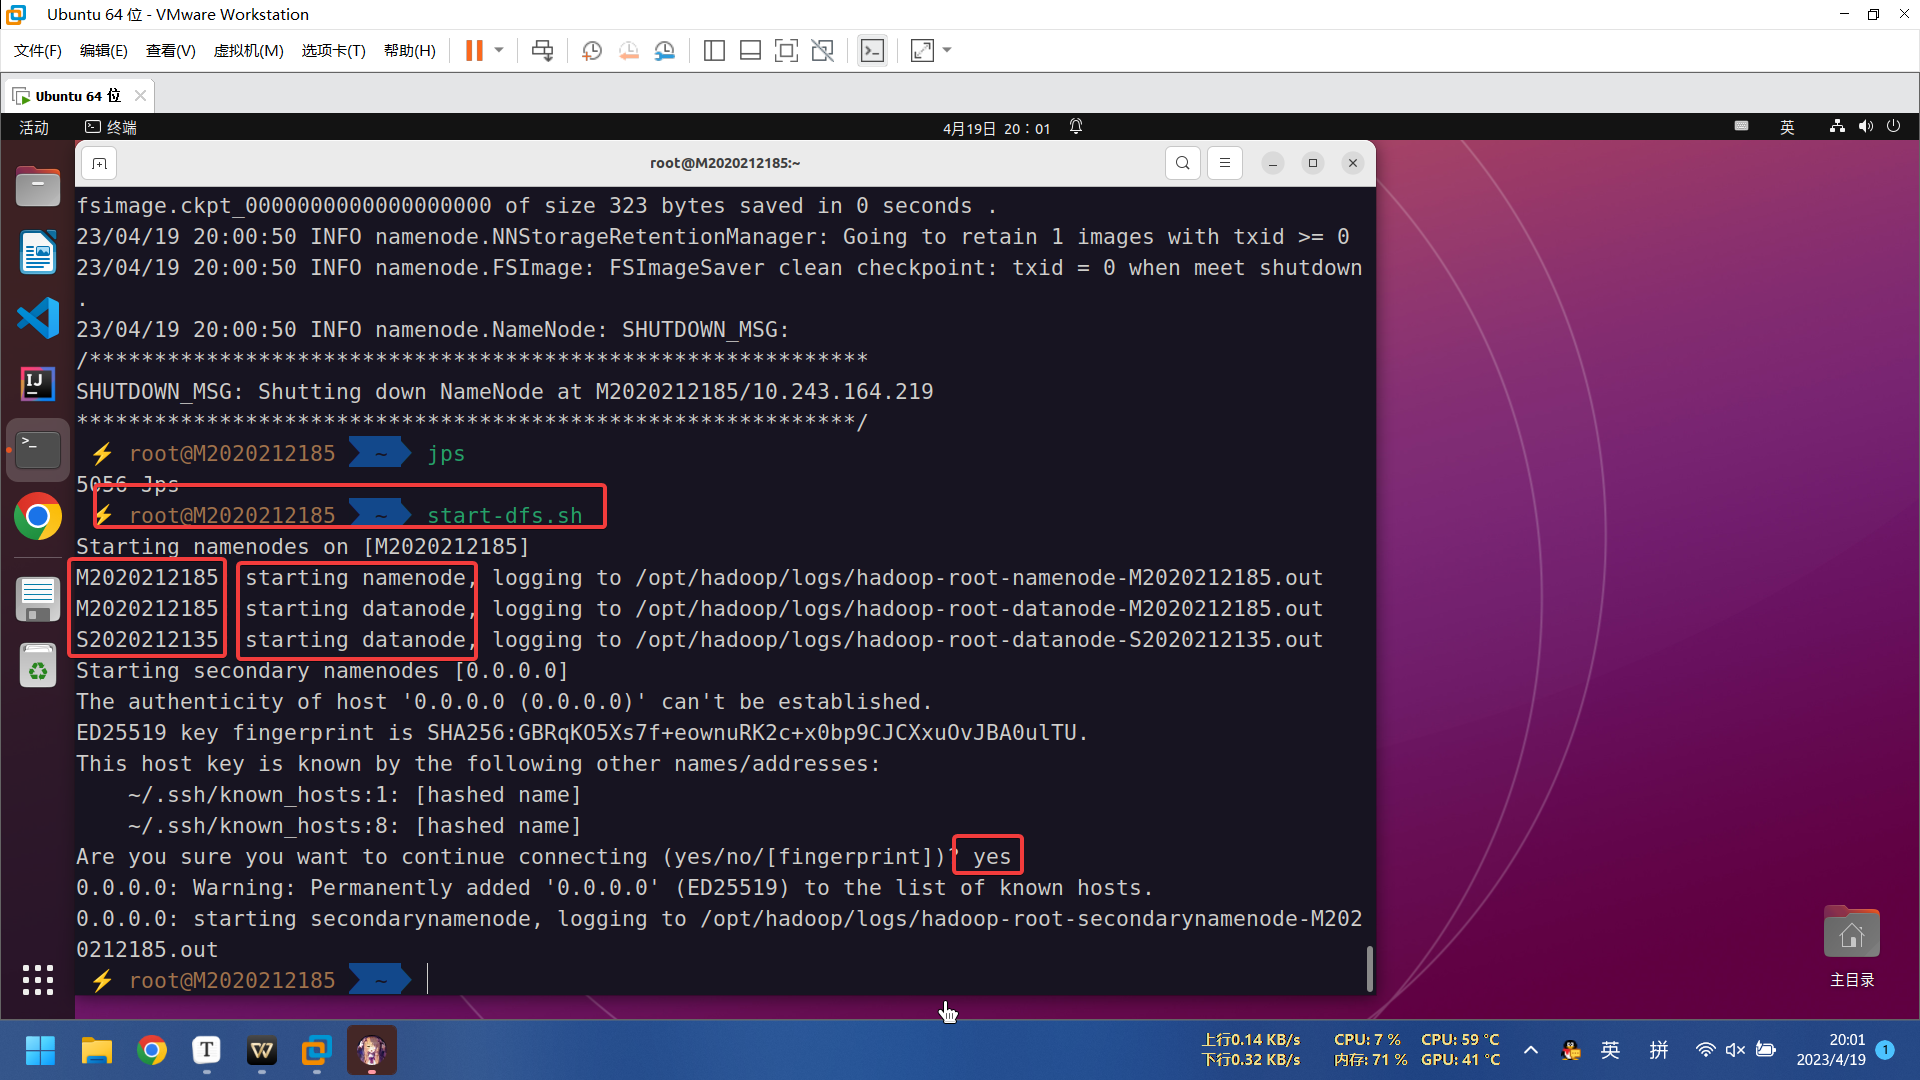 Ubuntu 64 位 - VMware Workstation
文件(F) 编辑(E) 查看(V) 虚拟机(M) 选项卡(T) 帮助(H)
Ubuntu 64 位
活动 终端 4月19日 20：01 英
root@M2020212185:~
fsimage.ckpt_0000000000000000000 of size 323 bytes saved in 0 seconds .
23/04/19 20:00:50 INFO namenode.NNStorageRetentionManager: Going to retain 1 images with txid >= 0
23/04/19 20:00:50 INFO namenode.FSImage: FSImageSaver clean checkpoint: txid = 0 when meet shutdown
.
23/04/19 20:00:50 INFO namenode.NameNode: SHUTDOWN_MSG:
/************************************************************
SHUTDOWN_MSG: Shutting down NameNode at M2020212185/10.243.164.219
************************************************************/
root@M2020212185 ~ jps
5056 Jps
root@M2020212185 ~ start-dfs.sh
Starting namenodes on [M2020212185]
M2020212185 starting namenode, logging to /opt/hadoop/logs/hadoop-root-namenode-M2020212185.out
M2020212185 starting datanode, logging to /opt/hadoop/logs/hadoop-root-datanode-M2020212185.out
S2020212135 starting datanode, logging to /opt/hadoop/logs/hadoop-root-datanode-S2020212135.out
Starting secondary namenodes [0.0.0.0]
The authenticity of host '0.0.0.0 (0.0.0.0)' can't be established.
ED25519 key fingerprint is SHA256:GBRqKO5Xs7f+eownuRK2c+x0bp9CJCXxuOvJBA0ulTU.
This host key is known by the following other names/addresses:
~/.ssh/known_hosts:1: [hashed name]
~/.ssh/known_hosts:8: [hashed name]
Are you sure you want to continue connecting (yes/no/[fingerprint])? yes
0.0.0.0: Warning: Permanently added '0.0.0.0' (ED25519) to the list of known hosts.
0.0.0.0: starting secondarynamenode, logging to /opt/hadoop/logs/hadoop-root-secondarynamenode-M202
0212185.out
root@M2020212185 ~
主目录
上行0.14 KB/s CPU: 7 % CPU: 59 °C
下行0.32 KB/s 内存: 71 % GPU: 41 °C
英 拼
20:01
2023/4/19
1